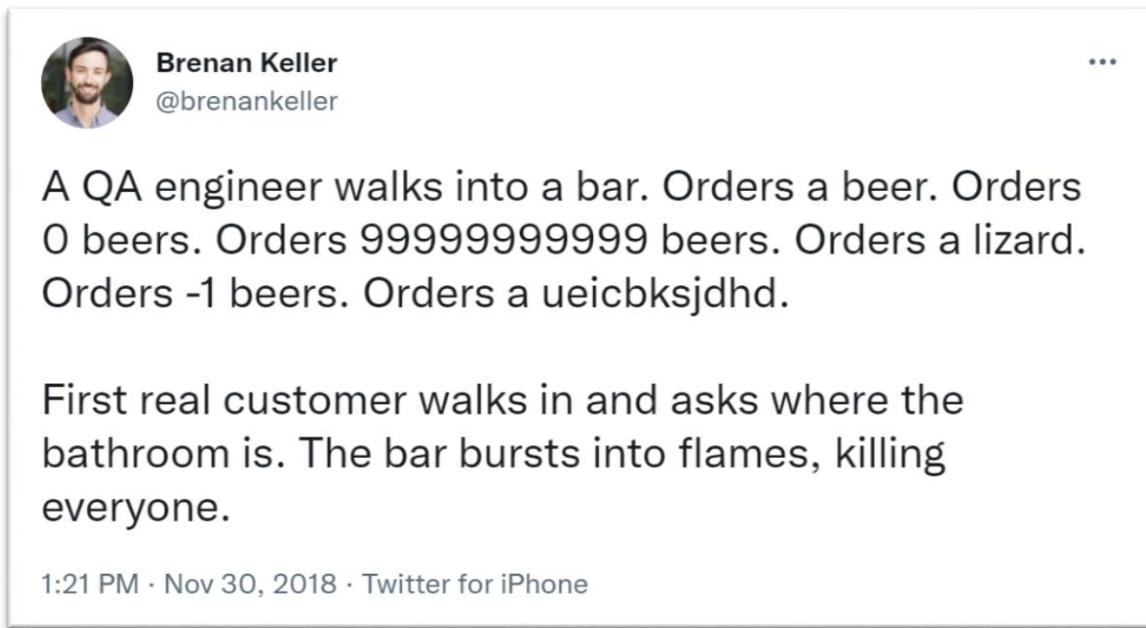 Brenan Keller
@brenankeller
A QA engineer walks into a bar. Orders a beer. Orders
0 beers. Orders 99999999999 beers. Orders a lizard.
Orders -1 beers. Orders a ueicbksjdhd.
First real customer walks in and asks where the
bathroom is. The bar bursts into flames, killing
everyone.
1:21 PM · Nov 30, 2018 · Twitter for iPhone